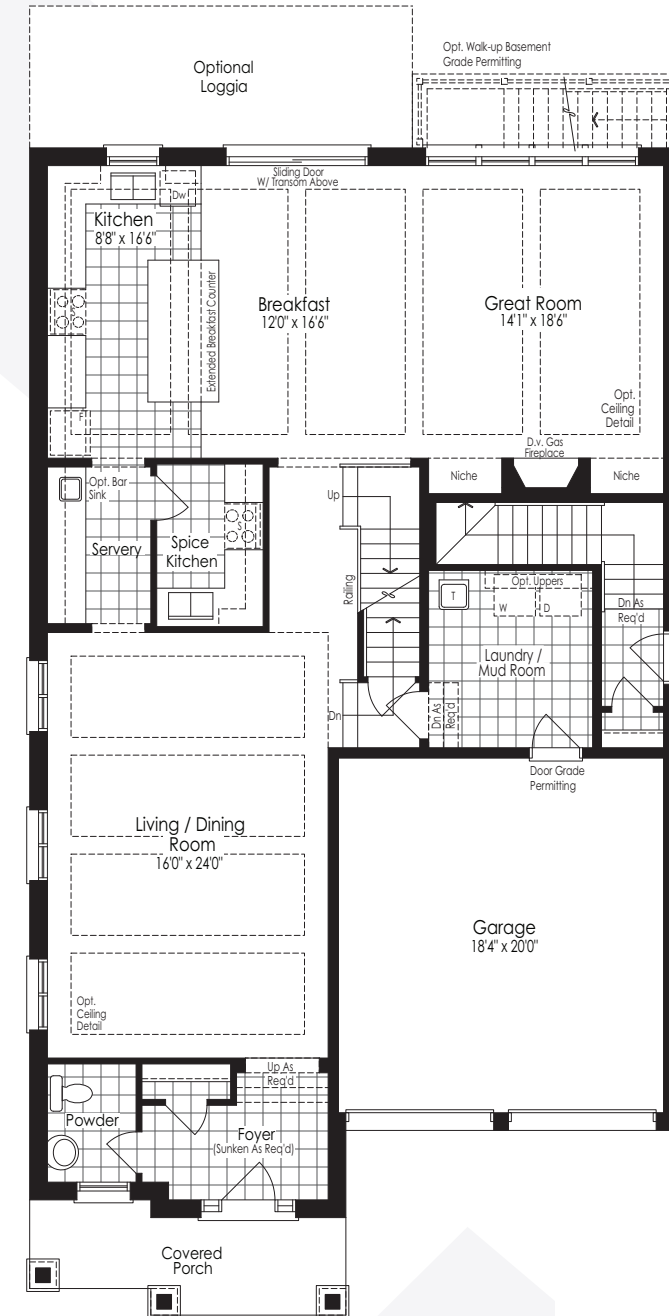 Optional
Loggia
Opt. Walk-up Basement
Grade Permitting
Sliding Door
W/ Transom Above
Dw
Kitchen
8'8" x 16'6"
Extended Breakfast Counter
Breakfast
12'0" x 16'6"
Great Room
14'1" x 18'6"
Opt.
Ceiling
Detail
F
D.v. Gas
Fireplace
Niche
Niche
Opt. Bar
Sink
Servery
Spice
Kitchen
S
Up
Railing
Opt. Uppers
T
W
D
Laundry /
Mud Room
Dn As
Req'd
Dn As
Req'd
Dn
Door Grade
Permitting
Living / Dining
Room
16'0" x 24'0"
Garage
18'4" x 20'0"
Opt.
Ceiling
Detail
Up As
Req'd
Powder
Foyer
(Sunken As Req'd)
Covered
Porch